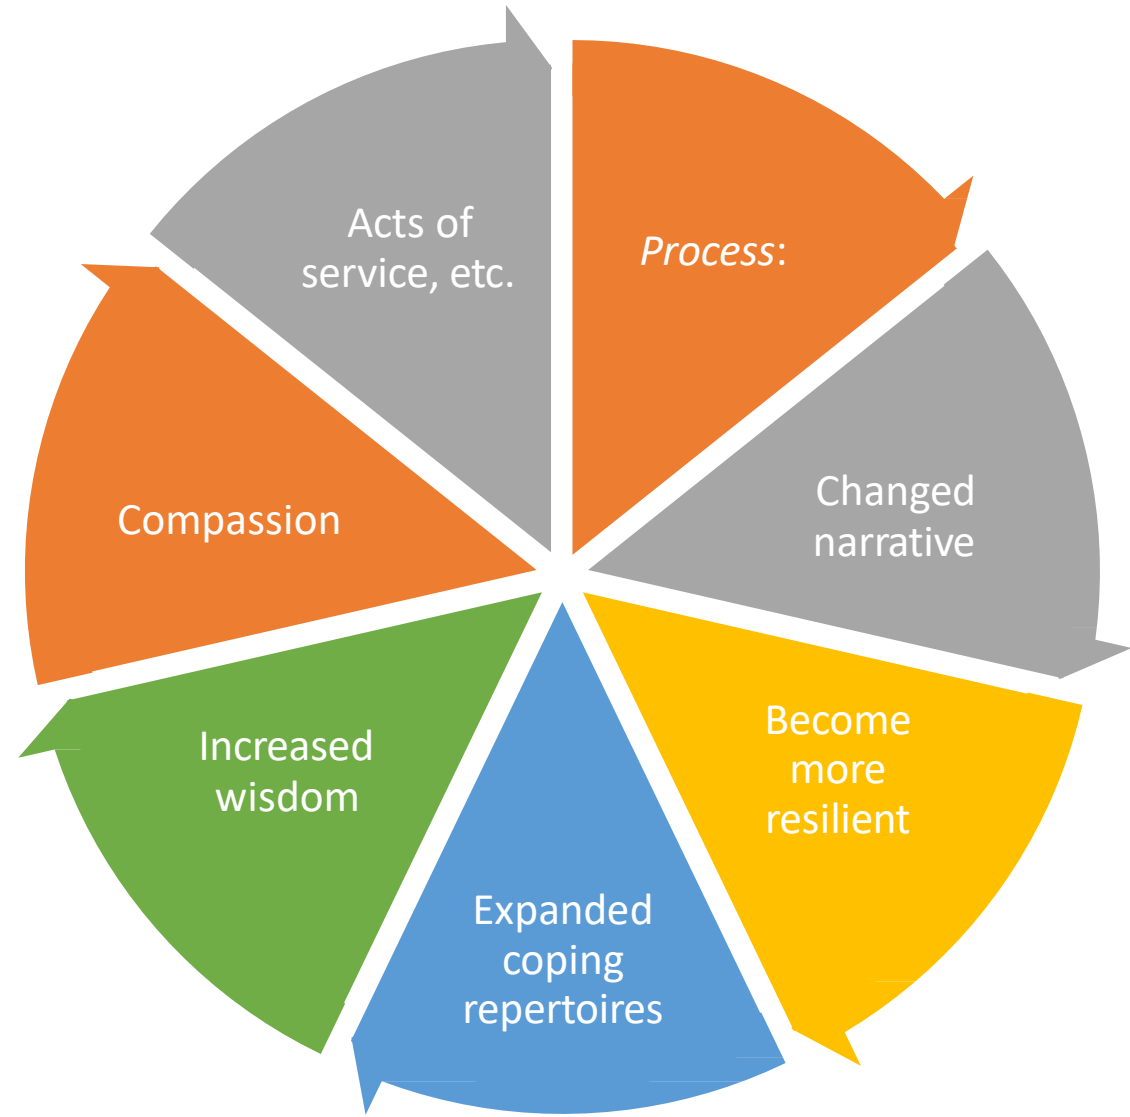 Process:
Changed
narrative
Become
more
resilient
Expanded
coping
repertoires
Increased
wisdom
Compassion
Acts of
service, etc.